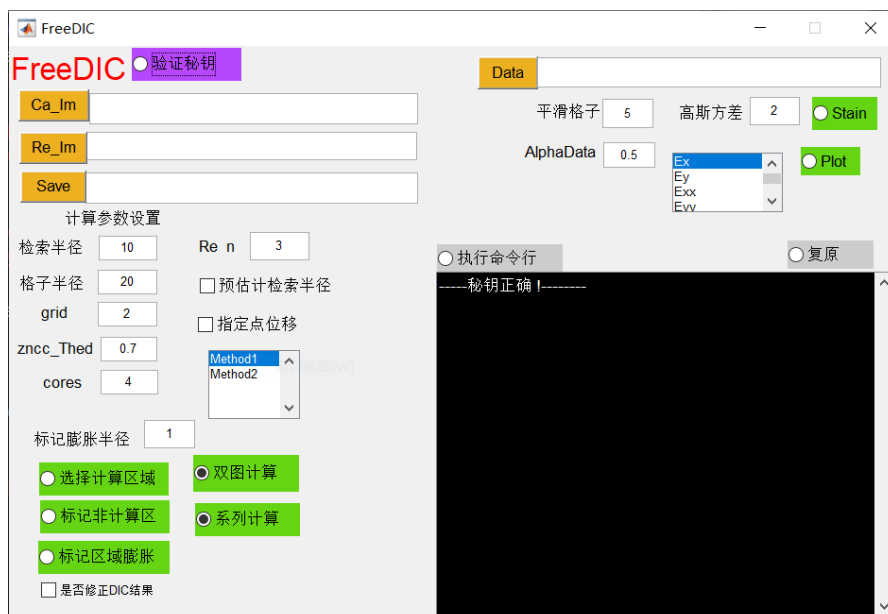 FreeDIC
FreeDIC
验证秘钥
Data
Ca_Im
平滑格子
5
高斯方差
2
Stain
Re_Im
AlphaData
0.5
Ex
Ey
Exx
Eyy
Plot
Save
计算参数设置
检索半径
10
Re n
3
执行命令行
复原
格子半径
20
预估计检索半径
-----秘钥正确!--------
grid
2
指定点位移
zncc_Thed
0.7
Method1
Method2
cores
4
标记膨胀半径
1
选择计算区域
双图计算
标记非计算区
系列计算
标记区域膨胀
是否修正DIC结果